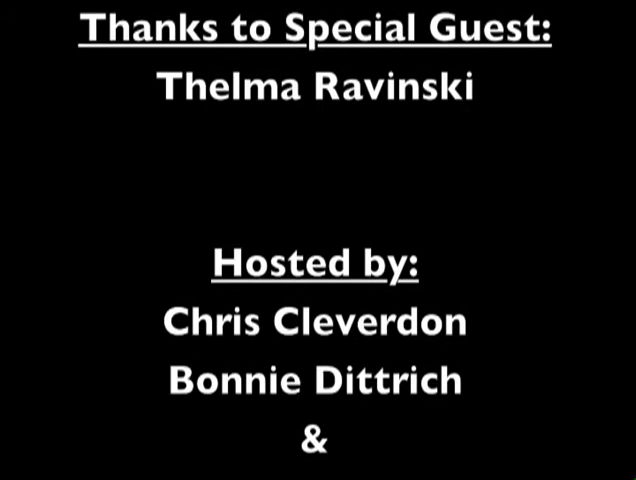 Thanks to Special Guest:
Thelma Ravinski
Hosted by:
Chris Cleverdon
Bonnie Dittrich
&